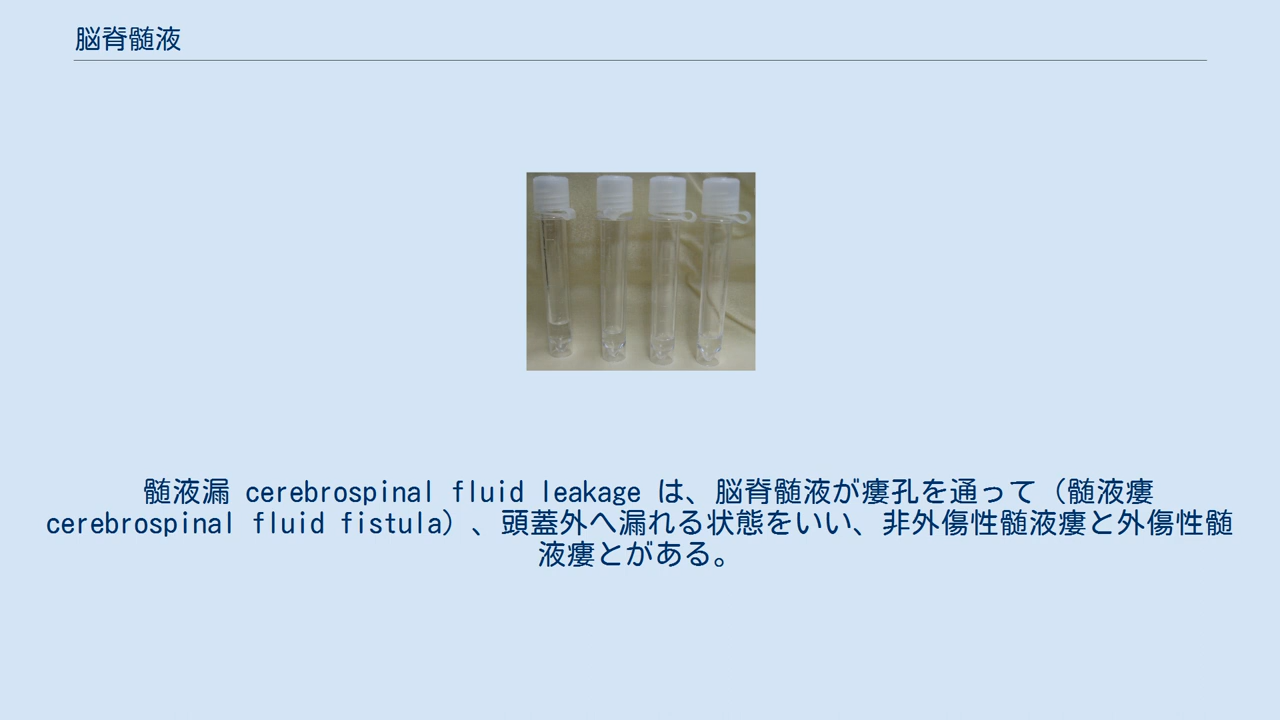 脳脊髄液
髄液漏 cerebrospinal fluid leakage は、脳脊髄液が瘻孔を通って（髄液瘻
cerebrospinal fluid fistula）、頭蓋外へ漏れる状態をいい、非外傷性髄液瘻と外傷性髄
液瘻とがある。